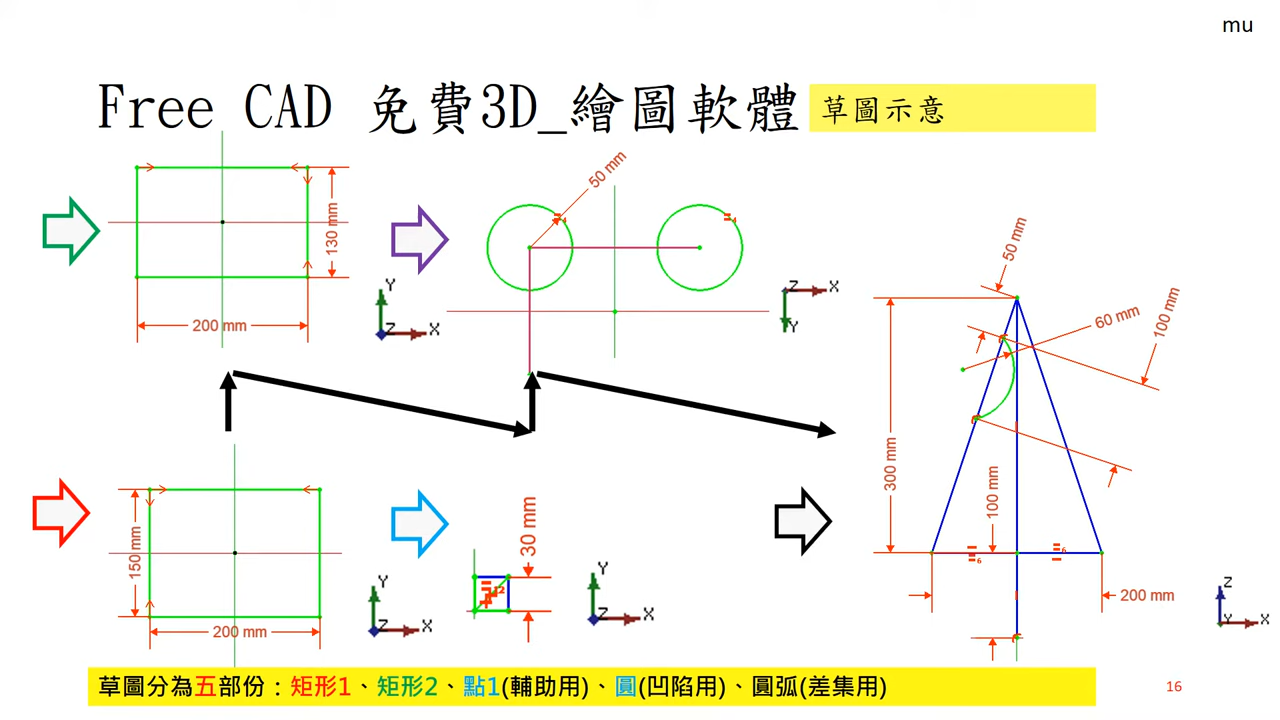 mu
Free CAD 免費3D_繪圖軟體
草圖示意
130 mm
200 mm
Y
Z
X
50 mm
Z
X
Y
50 mm
60 mm
100 mm
300 mm
100 mm
200 mm
Z
Y
X
150 mm
200 mm
Y
Z
X
30 mm
Y
Z
X
草圖分為五部份：矩形1、矩形2、點1(輔助用)、圓(凹陷用)、圓弧(差集用)
16